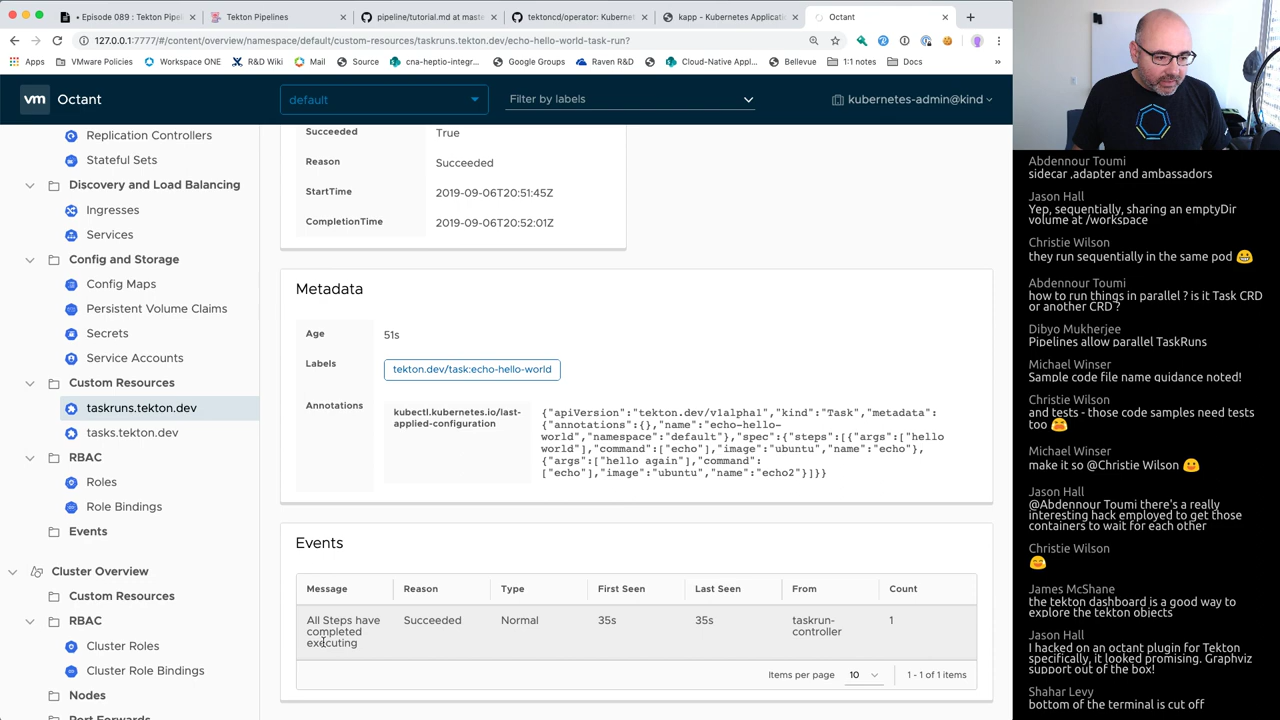 • Episode 089 : Tekton Pipel
Tekton Pipelines
pipeline/tutorial.md at maste
tektoncd/operator: Kubernet
kapp - Kubernetes Applicatio
Octant
127.0.0.1:7777/#/content/overview/namespace/default/custom-resources/taskruns.tekton.dev/echo-hello-world-task-run?
Apps
VMware Policies
Workspace ONE
R&D Wiki
Mail
Source
cna-heptio-integr...
Google Groups
Raven R&D
Cloud-Native App...
Bellevue
1:1 notes
Docs
»
vm
Octant
default
Filter by labels
kubernetes-admin@kind
Replication Controllers
Stateful Sets
Discovery and Load Balancing
Ingresses
Services
Config and Storage
Config Maps
Persistent Volume Claims
Secrets
Service Accounts
Custom Resources
taskruns.tekton.dev
tasks.tekton.dev
RBAC
Roles
Role Bindings
Events
Cluster Overview
Custom Resources
RBAC
Cluster Roles
Cluster Role Bindings
Nodes
Port Forwards
Succeeded
True
Reason
Succeeded
StartTime
2019-09-06T20:51:45Z
CompletionTime
2019-09-06T20:52:01Z
Metadata
Age
51s
Labels
tekton.dev/task:echo-hello-world
Annotations
kubectl.kubernetes.io/last-
applied-configuration
{"apiVersion":"tekton.dev/v1alpha1","kind":"Task","metadata":
{"annotations":{},"name":"echo-hello-
world","namespace":"default"},"spec":{"steps":[{"args":["hello
world"],"command":["echo"],"image":"ubuntu","name":"echo"},
{"args":["hello again"],"command":
["echo"],"image":"ubuntu","name":"echo2"}]}}
Events
Message
Reason
Type
First Seen
Last Seen
From
Count
All Steps have
completed
executing
Succeeded
Normal
35s
35s
taskrun-
controller
1
Items per page
10
1 - 1 of 1 items
Abdennour Toumi
sidecar ,adapter and ambassadors
Jason Hall
Yep, sequentially, sharing an emptyDir
volume at /workspace
Christie Wilson
they run sequentially in the same pod 😀
Abdennour Toumi
how to run things in parallel ? is it Task CRD
or another CRD ?
Dibyo Mukherjee
Pipelines allow parallel TaskRuns
Michael Winser
Sample code file name guidance noted!
Christie Wilson
and tests - those code samples need tests
too 😫
Michael Winser
make it so @Christie Wilson 😀
Jason Hall
@Abdennour Toumi there's a really
interesting hack employed to get those
containers to wait for each other
Christie Wilson
😊
James McShane
the tekton dashboard is a good way to
explore the tekton objects
Jason Hall
I hacked on an octant plugin for Tekton
specifically, it looked promising. Graphviz
support out of the box!
Shahar Levy
bottom of the terminal is cut off